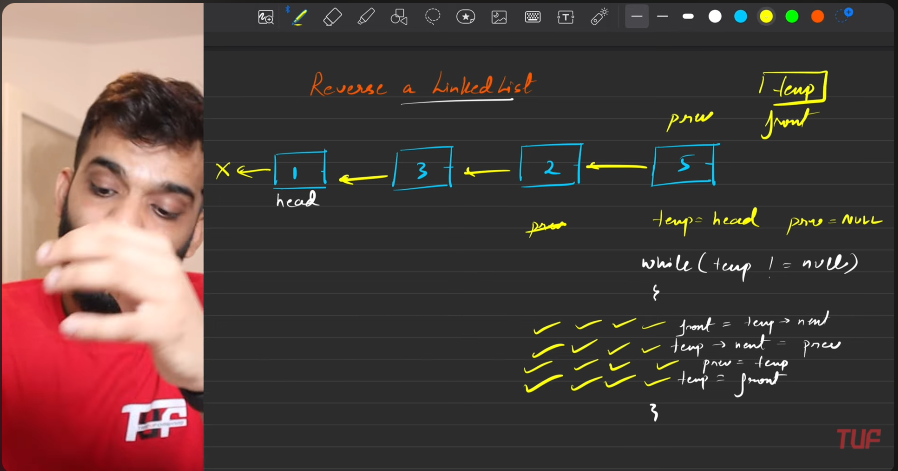 Reverse a LinkedList
temp
prev front
X 1 3 2 5
head
prev
temp = head prev = NULL
while ( temp != null )
{
front = temp → next
temp → next = prev
prev = temp
temp = front
}
TUF
TUF